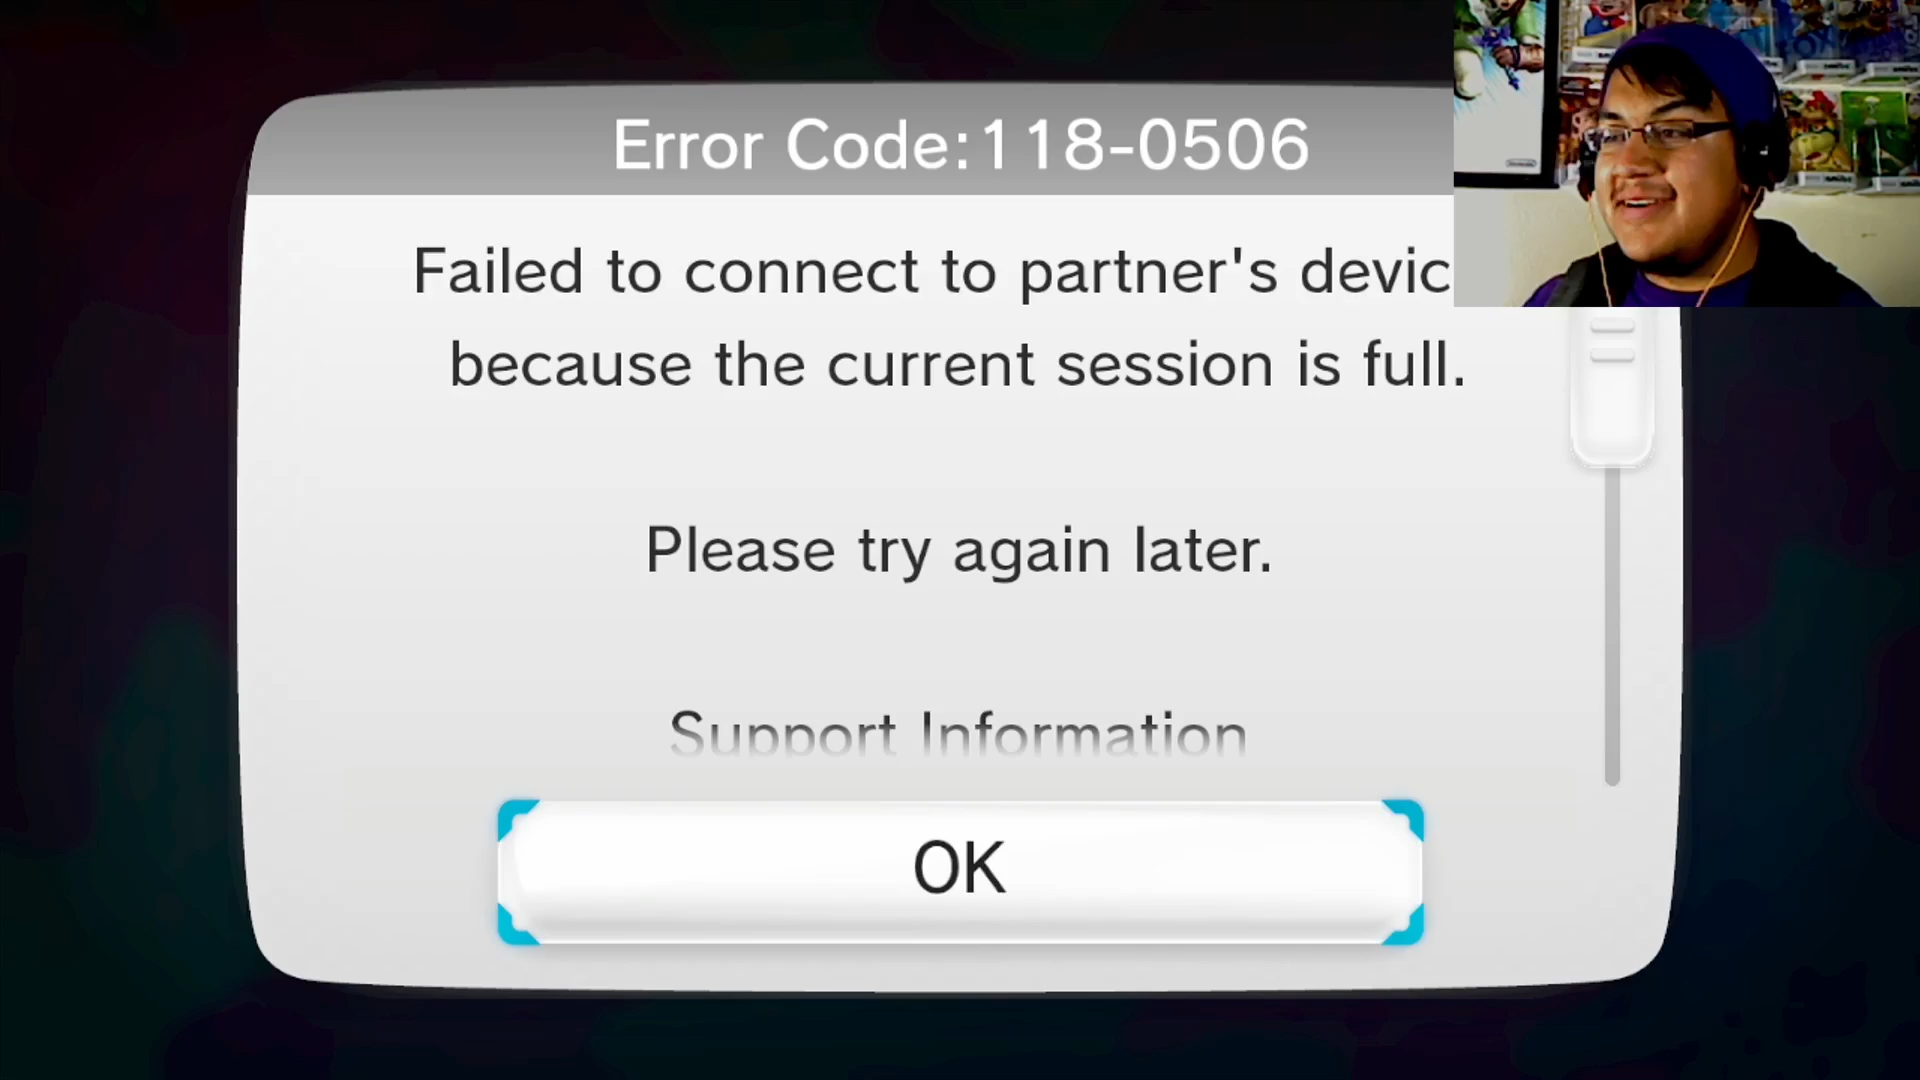 Error Code:118-0506
Failed to connect to partner's devic
because the current session is full.
Please try again later.
Support Information
OK